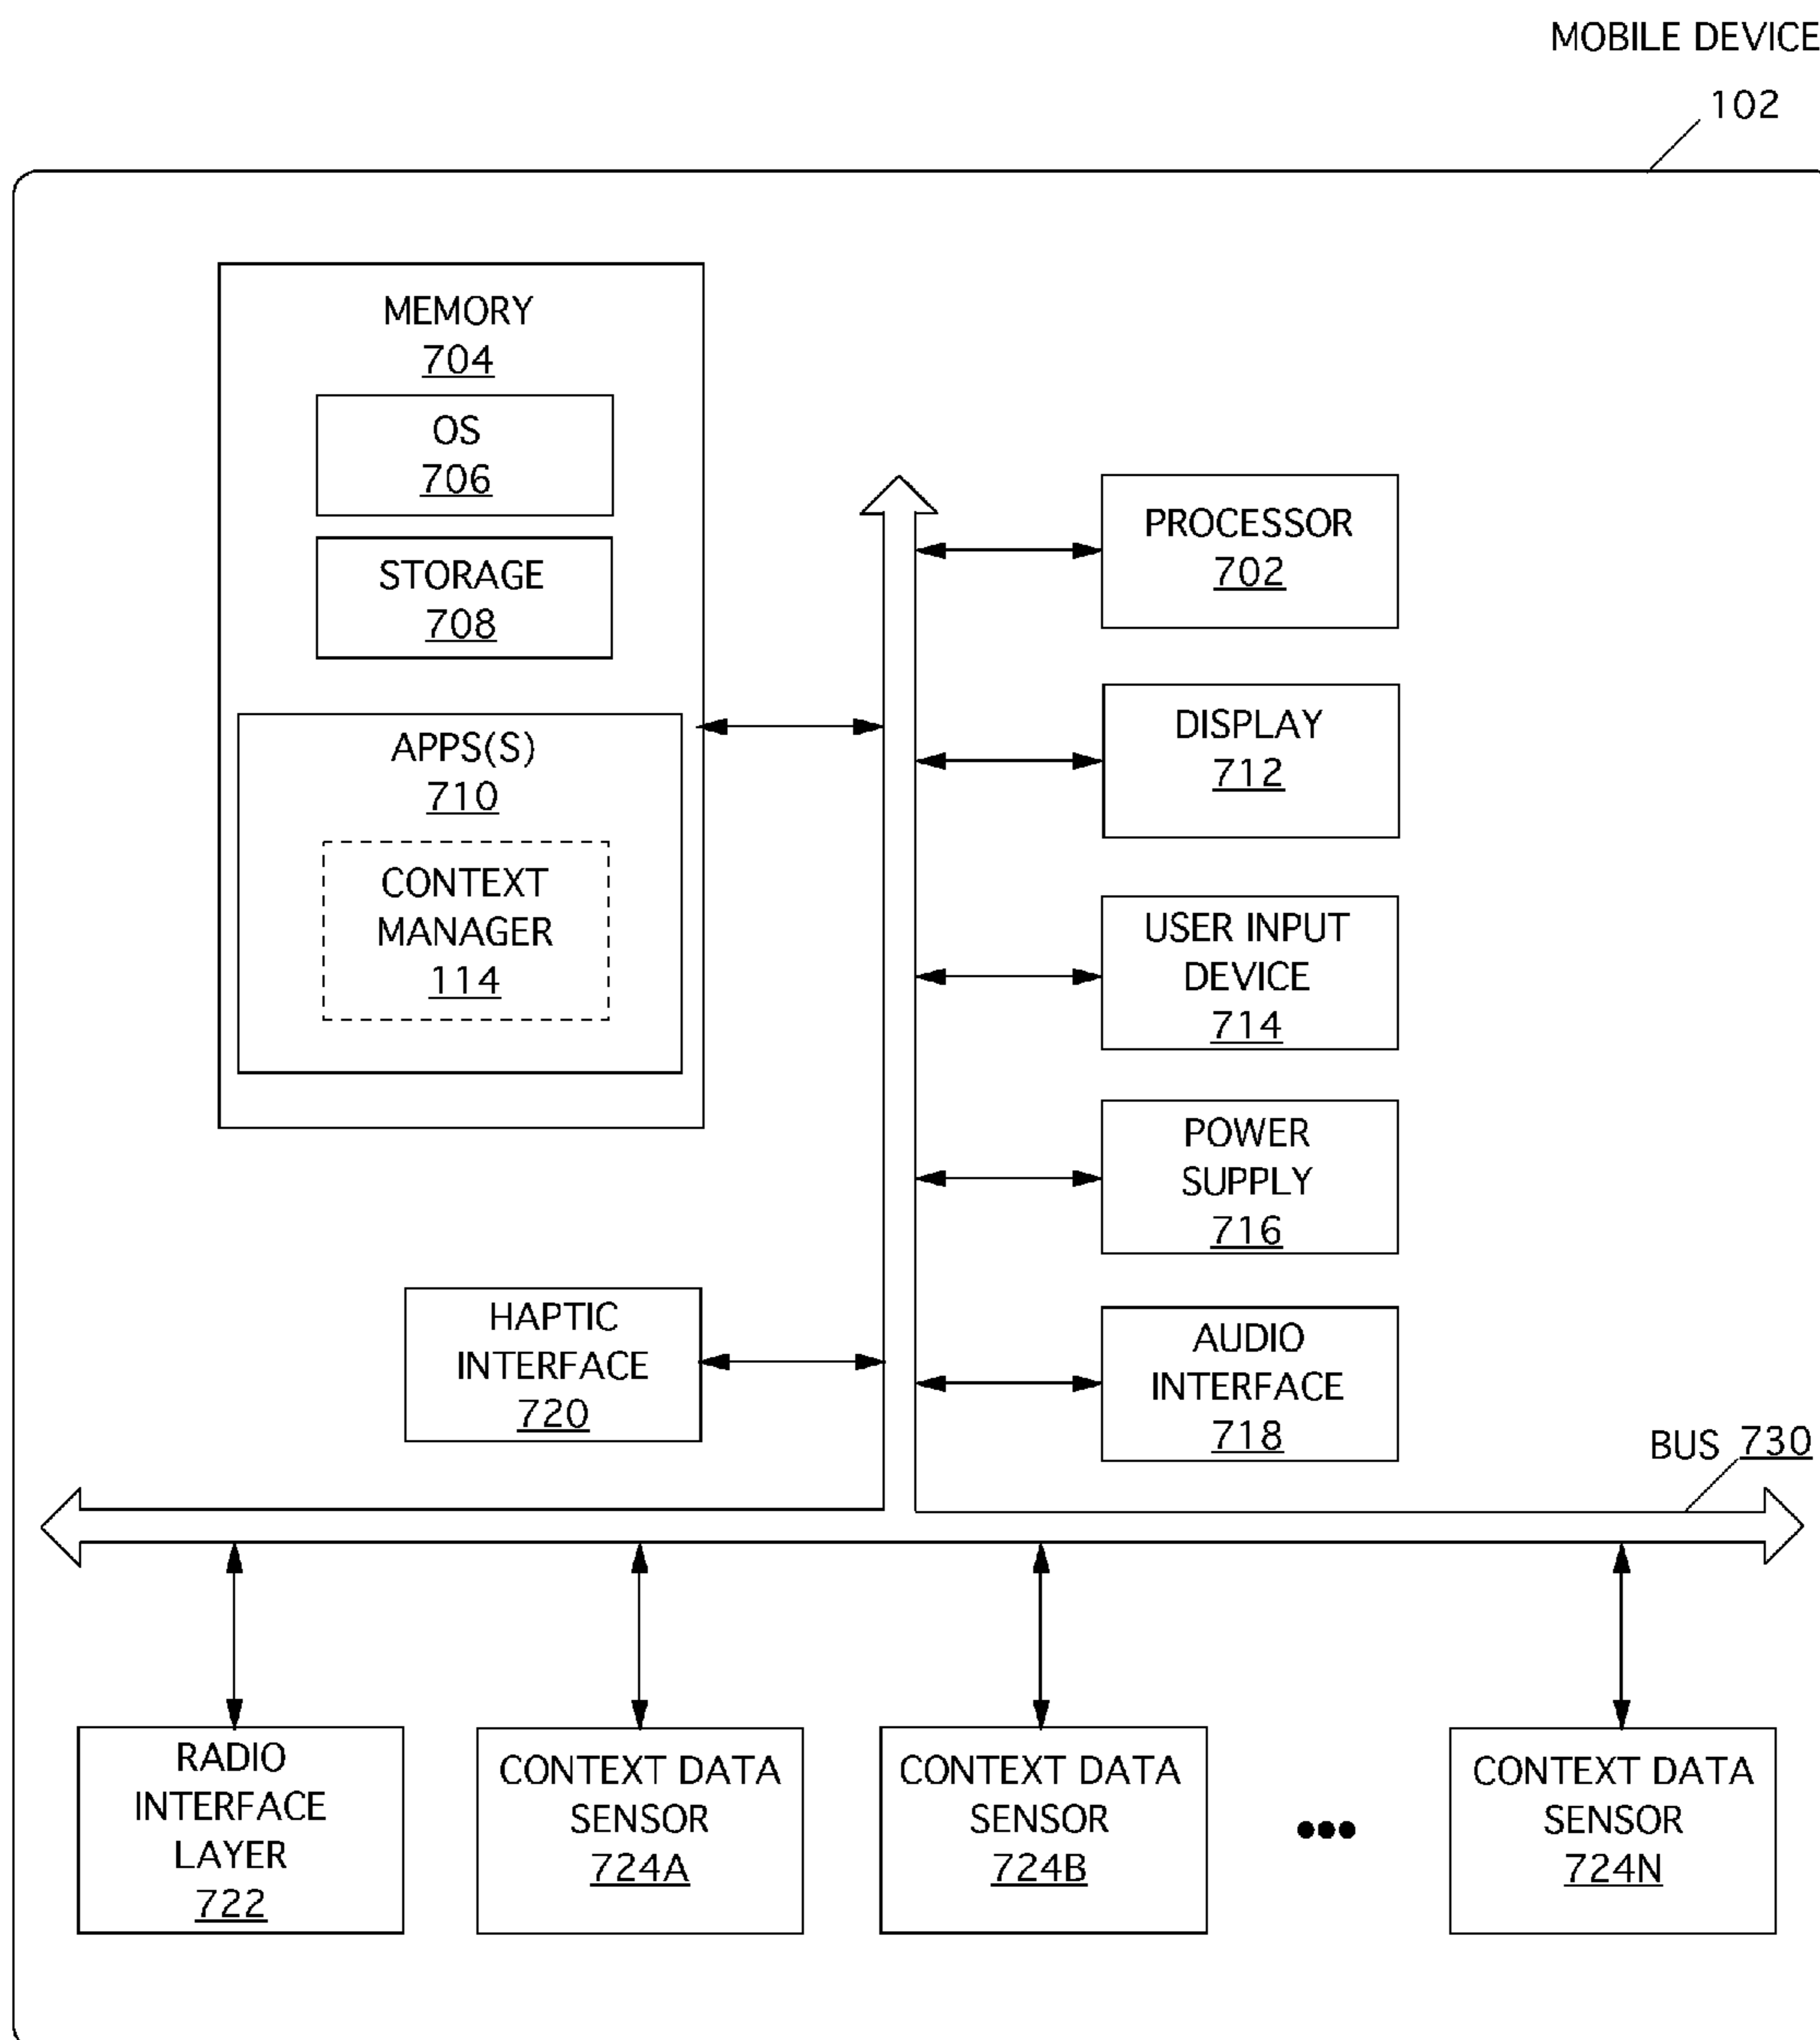 MOBILE DEVICE
102
MEMORY
704
OS
706
STORAGE
708
APPS(S)
710
CONTEXT
MANAGER
114
PROCESSOR
702
DISPLAY
712
USER INPUT
DEVICE
714
POWER
SUPPLY
716
HAPTIC
INTERFACE
720
AUDIO
INTERFACE
718
BUS 730
RADIO
INTERFACE
LAYER
722
CONTEXT DATA
SENSOR
724A
CONTEXT DATA
SENSOR
724B
•••
CONTEXT DATA
SENSOR
724N